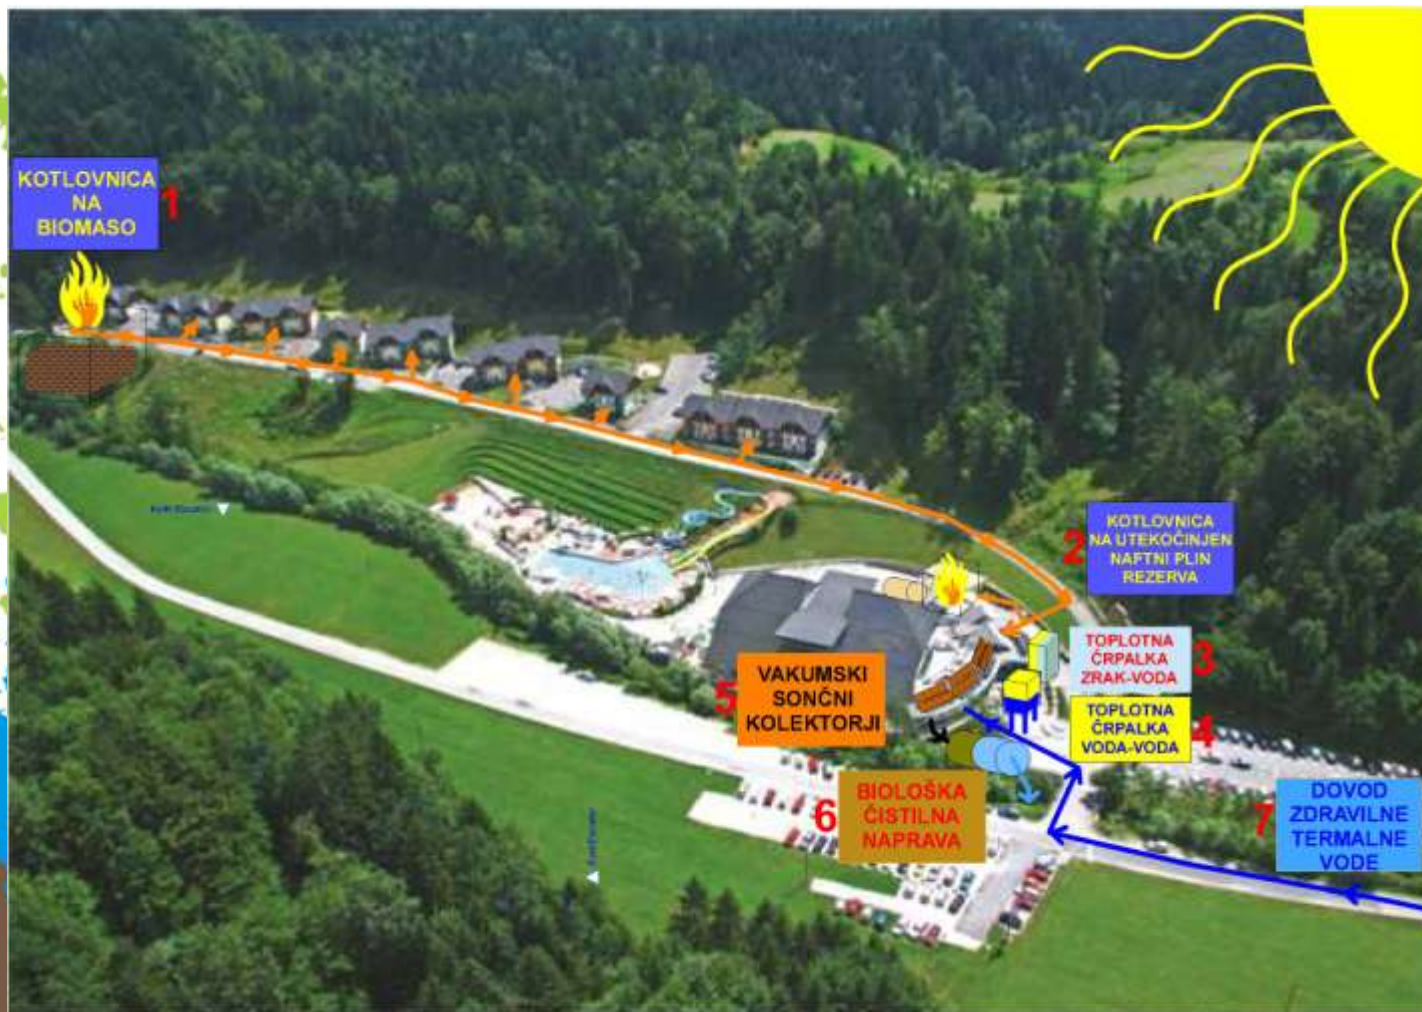 KOTLOVNICA
NA
BIOMASO
1
2
KOTLOVNICA
NA UTEKOČINJEN
NAFTNI PLIN
REZERVA
TOPLOTNA
ČRPALKA
ZRAK-VODA
3
TOPLOTNA
ČRPALKA
VODA-VODA
4
5
VAKUMSKI
SONČNI
KOLEKTORJI
6
BIOLOŠKA
ČISTILNA
NAPRAVA
7
DOVOD
ZDRAVILNE
TERMALNE
VODE